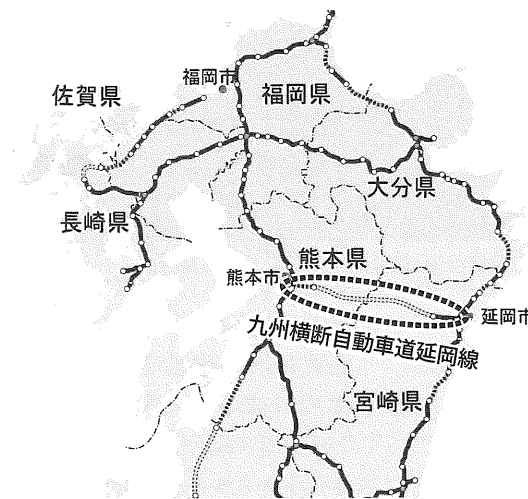 福岡市
佐賀県
福岡県
大分県
長崎県
熊本県
熊本市
延岡市
九州横断自動車道延岡線
宮崎県